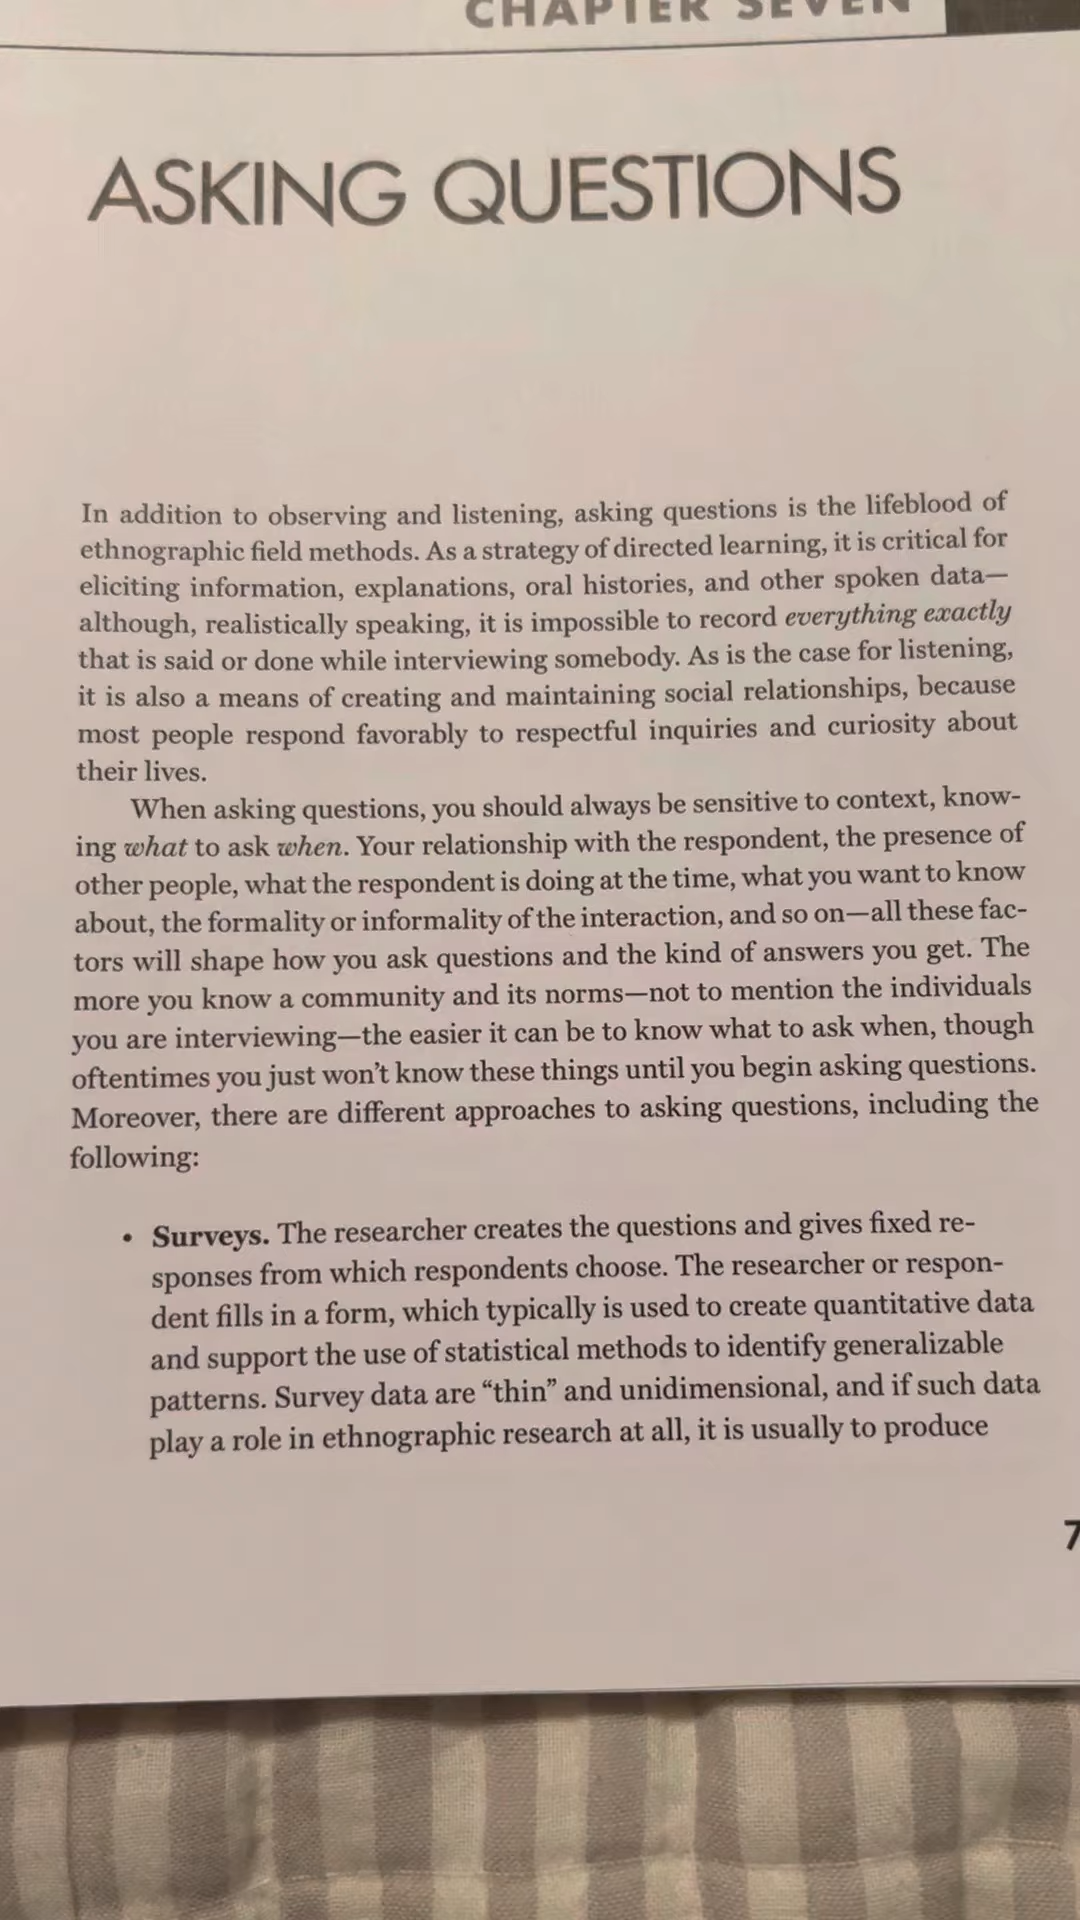 CHAPTER SEVEN
ASKING QUESTIONS
In addition to observing and listening, asking questions is the lifeblood of
ethnographic field methods. As a strategy of directed learning, it is critical for
eliciting information, explanations, oral histories, and other spoken data—
although, realistically speaking, it is impossible to record everything exactly
that is said or done while interviewing somebody. As is the case for listening,
it is also a means of creating and maintaining social relationships, because
most people respond favorably to respectful inquiries and curiosity about
their lives.
When asking questions, you should always be sensitive to context, know-
ing what to ask when. Your relationship with the respondent, the presence of
other people, what the respondent is doing at the time, what you want to know
about, the formality or informality of the interaction, and so on—all these fac-
tors will shape how you ask questions and the kind of answers you get. The
more you know a community and its norms—not to mention the individuals
you are interviewing—the easier it can be to know what to ask when, though
oftentimes you just won't know these things until you begin asking questions.
Moreover, there are different approaches to asking questions, including the
following:
• Surveys. The researcher creates the questions and gives fixed re-
sponses from which respondents choose. The researcher or respon-
dent fills in a form, which typically is used to create quantitative data
and support the use of statistical methods to identify generalizable
patterns. Survey data are “thin” and unidimensional, and if such data
play a role in ethnographic research at all, it is usually to produce
7